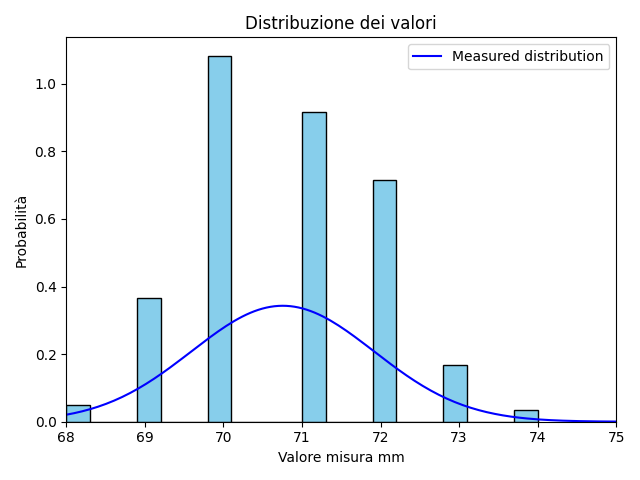 Distribuzione dei valori
Measured distribution
Probabilità
1.0
0.8
0.6
0.4
0.2
0.0
68 69 70 71 72 73 74 75
Valore misura mm